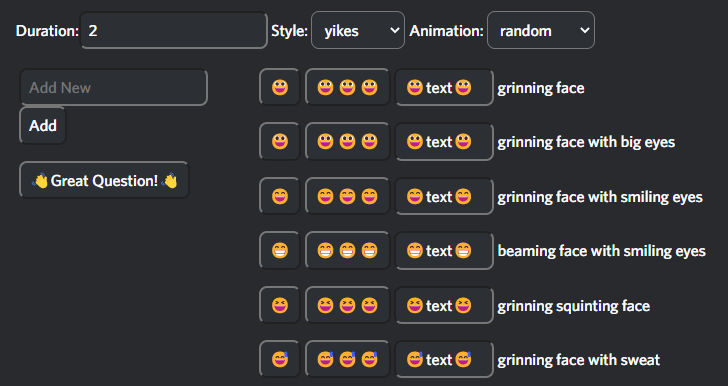 Duration: 2 Style: yikes Animation: random
Add New
Add
👋Great Question!👋
😀 😀 😀 😀 😀text😀 grinning face
😃 😃 😃 😃 😃text😃 grinning face with big eyes
😄 😄 😄 😄 😄text😄 grinning face with smiling eyes
😁 😁 😁 😁 😁text😁 beaming face with smiling eyes
😆 😆 😆 😆 😆text😆 grinning squinting face
😅 😅 😅 😅 😅text😅 grinning face with sweat